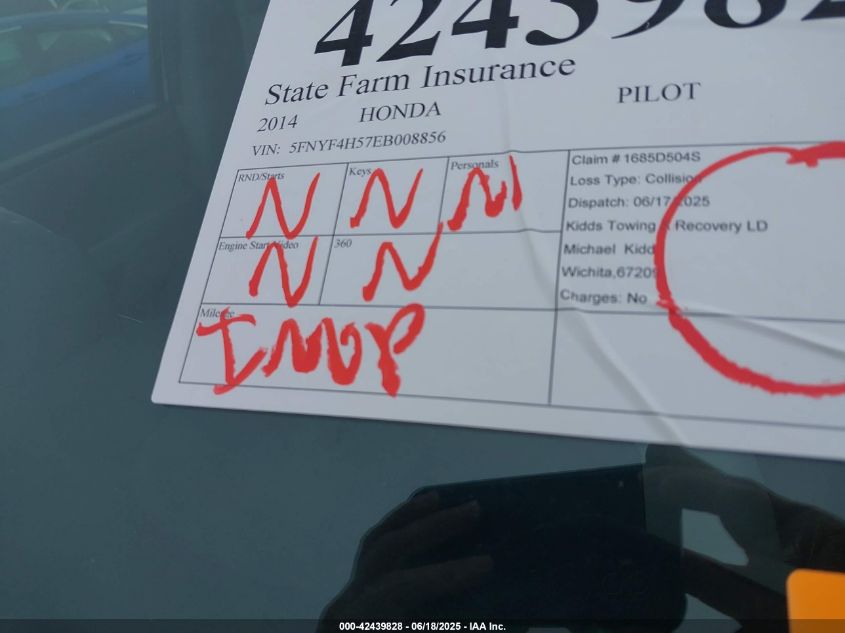 4243982
State Farm Insurance
2014 HONDA PILOT
VIN: 5FNYF4H57EB008856
RND/Starts Keys Personals
N N N
Engine Start Video 360
N N
Mileage
INOP
Claim # 1685D504S
Loss Type: Collision
Dispatch: 06/17/2025
Kidds Towing & Recovery LD
Michael Kidd
Wichita,67209
Charges: No
000-42439828 - 06/18/2025 - IAA Inc.